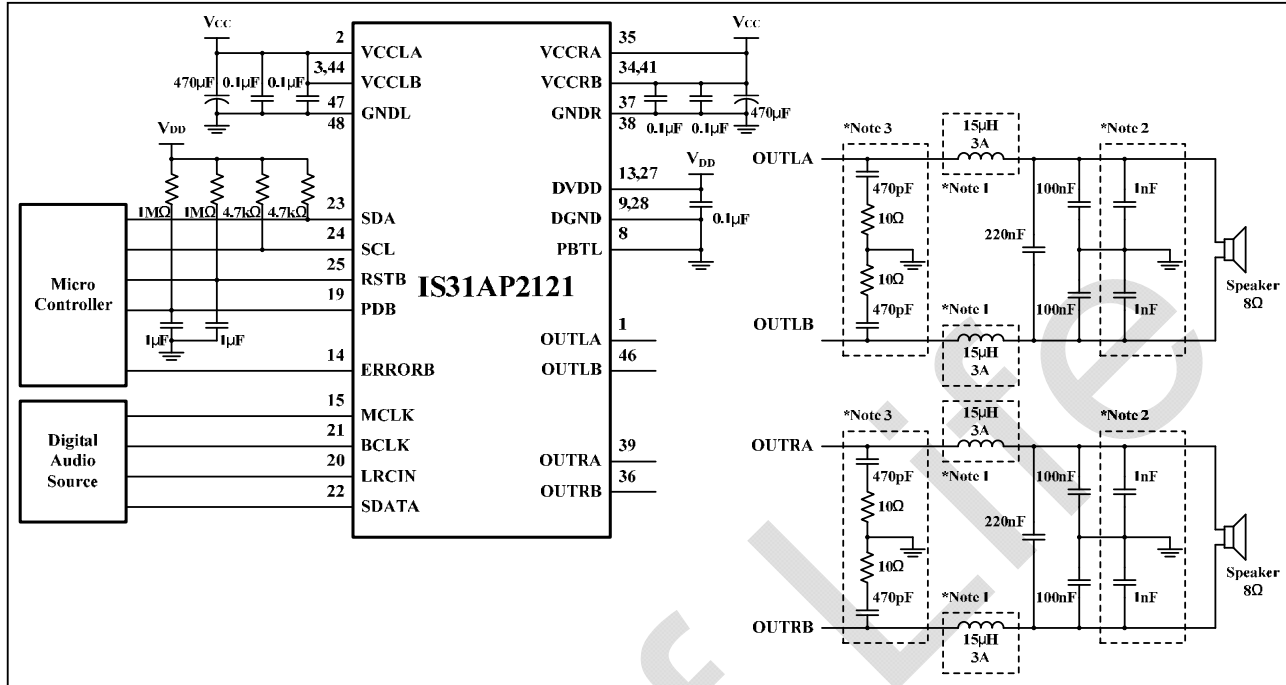 VCC
2
VCCLA
3,44
VCCLB
470μF
0.1μF
0.1μF
47
GNDL
48
VDD
1MΩ
1MΩ
4.7kΩ
4.7kΩ
23
SDA
24
SCL
25
RSTB
19
PDB
1μF
1μF
14
ERRORB
15
MCLK
21
BCLK
20
LRCIN
22
SDATA
Micro
Controller
Digital
Audio
Source
IS31AP2121
VCC
35
VCCRA
34,41
VCCRB
37
GNDR
38
0.1μF
0.1μF
470μF
VDD
13,27
DVDD
9,28
DGND
0.1μF
8
PBTL
1
OUTLA
46
OUTLB
39
OUTRA
36
OUTRB
*Note 3
15μH
3A
*Note 2
OUTLA
470pF
*Note 1
100nF
1nF
10Ω
220nF
10Ω
Speaker
8Ω
470pF
*Note 1
100nF
1nF
OUTLB
15μH
3A
*Note 3
15μH
3A
*Note 2
OUTRA
470pF
*Note 1
100nF
1nF
10Ω
220nF
10Ω
Speaker
8Ω
470pF
*Note 1
100nF
1nF
OUTRB
15μH
3A
f Life